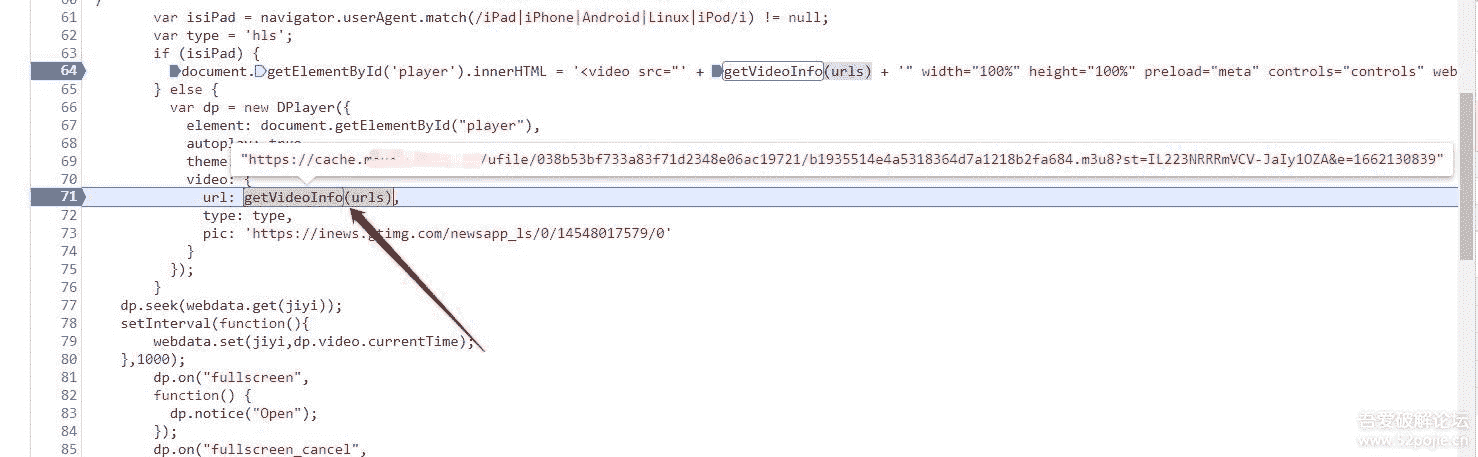 61 var isiPad = navigator.userAgent.match(/iPad|iPhone|Android|Linux|iPod/i) != null;
62 var type = 'hls';
63 if (isiPad) {
64 document.getElementById('player').innerHTML = '<video src="' + getVideoInfo(urls) + '" width="100%" height="100%" preload="meta" controls="controls" web
65 } else {
66 var dp = new DPlayer({
67 element: document.getElementById("player"),
68
69 theme
"https://cache. /ufile/038b53bf733a83f71d2348e06ac19721/b1935514e4a5318364d7a1218b2fa684.m3u8?st=IL223NRRRmVCV-JaIy1OZA&e=1662130839"
70 video: {
71 url: getVideoInfo(urls),
72 type: type,
73 pic: 'https://inews.gtimg.com/newsapp_ls/0/14548017579/0'
74 }
75 });
76 }
77 dp.seek(webdata.get(jiyi));
78 setInterval(function(){
79 webdata.set(jiyi,dp.video.currentTime);
80 },1000);
81 dp.on("fullscreen",
82 function() {
83 dp.notice("Open");
84 });
85 dp.on("fullscreen_cancel",
吾爱破解论坛
www.52pojie.cn